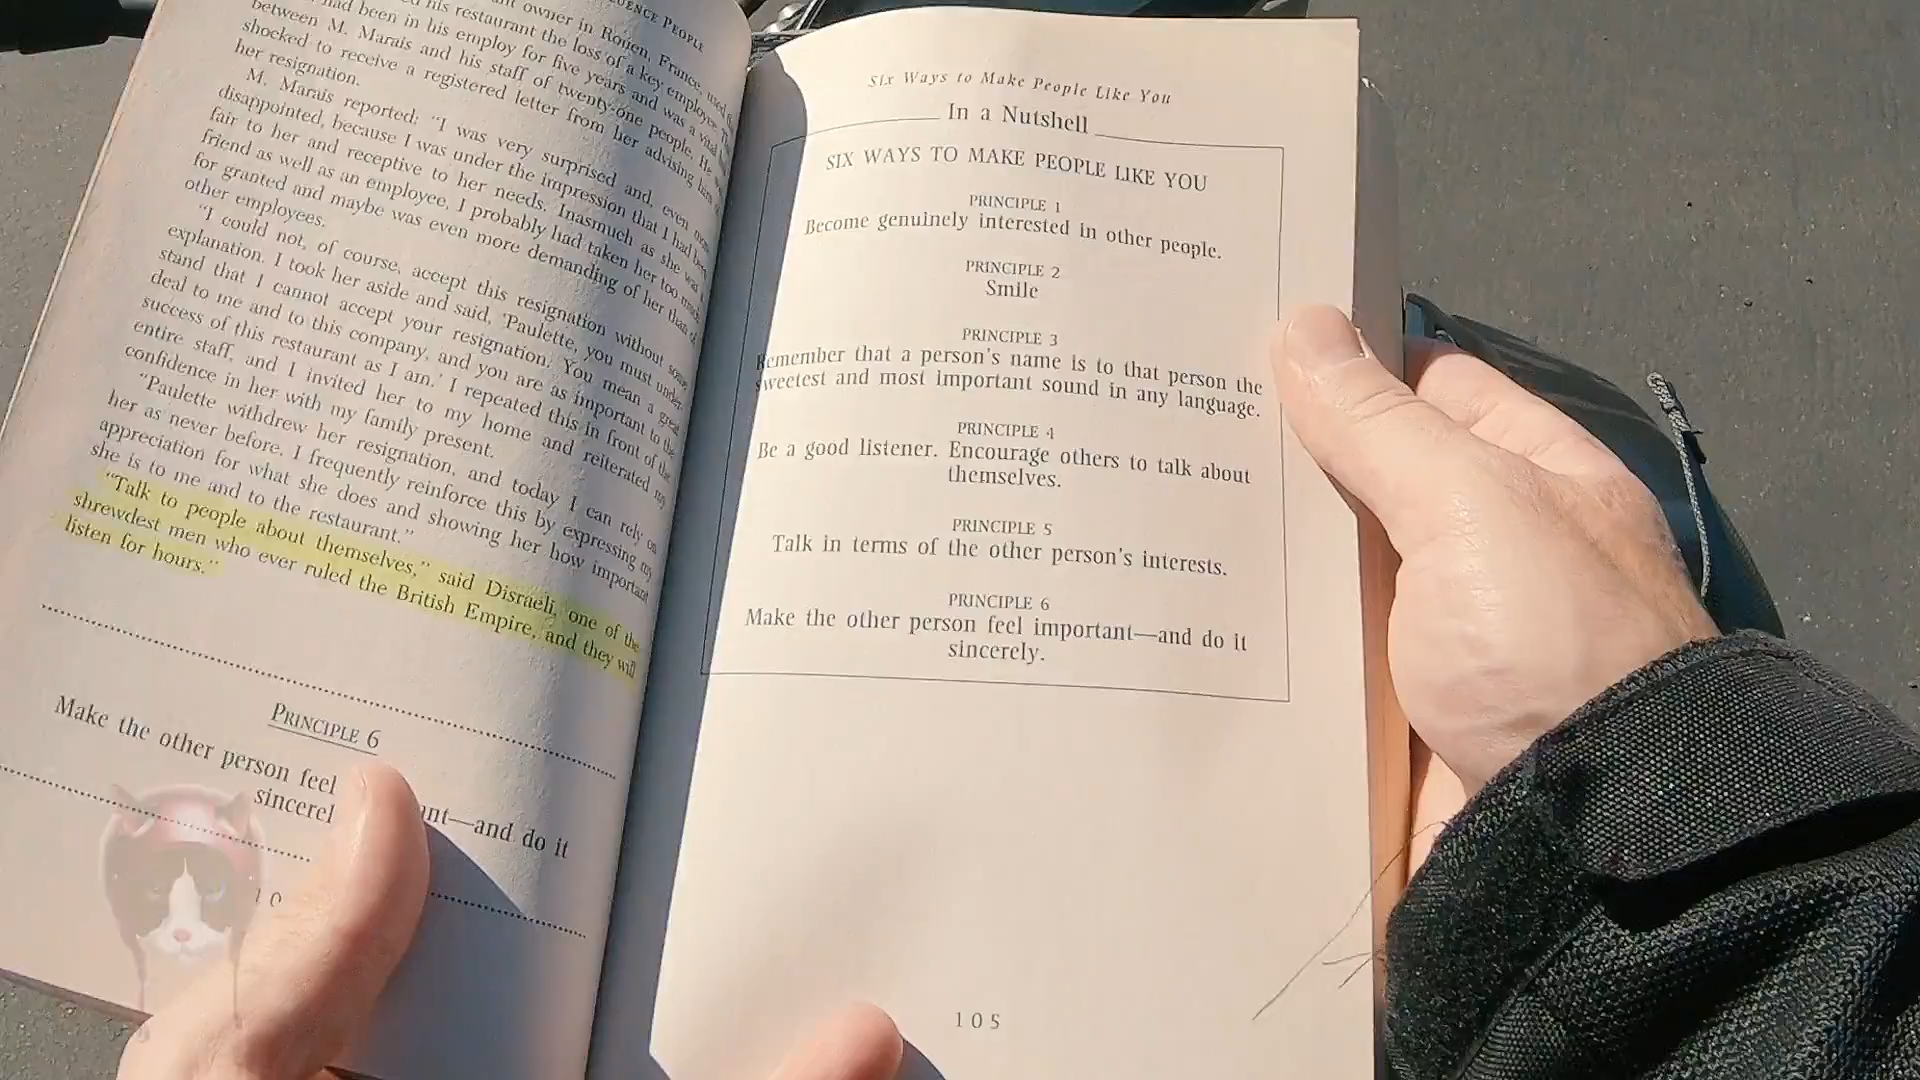 UENCE PEOPLE
owner in Rouen, France, used
his restaurant the loss of a key employee.
had been in his employ for five years and was a vital
between M. Marais and his staff of twenty-one people. He
shocked to receive a registered letter from her advising him
her resignation.
M. Marais reported: “I was very surprised and, even
disappointed, because I was under the impression that I had been
fair to her and receptive to her needs. Inasmuch as she was a
friend as well as an employee, I probably had taken her too much
for granted and maybe was even more demanding of her than of
other employees.
“I could not, of course, accept this resignation without some
explanation. I took her aside and said, ‘Paulette, you must under-
stand that I cannot accept your resignation. You mean a great
deal to me and to this company, and you are as important to the
success of this restaurant as I am.’ I repeated this in front of the
entire staff, and I invited her to my home and reiterated my
confidence in her with my family present.
“Paulette withdrew her resignation, and today I can rely on
her as never before. I frequently reinforce this by expressing my
appreciation for what she does and showing her how important
she is to me and to the restaurant.”
“Talk to people about themselves,” said Disraeli, one of the
shrewdest men who ever ruled the British Empire, and they will
listen for hours.”
PRINCIPLE 6
Make the other person feel
sincerel ant—and do it
10
Six Ways to Make People Like You
In a Nutshell
SIX WAYS TO MAKE PEOPLE LIKE YOU
PRINCIPLE 1
Become genuinely interested in other people.
PRINCIPLE 2
Smile
PRINCIPLE 3
Remember that a person's name is to that person the
sweetest and most important sound in any language.
PRINCIPLE 4
Be a good listener. Encourage others to talk about
themselves.
PRINCIPLE 5
Talk in terms of the other person's interests.
PRINCIPLE 6
Make the other person feel important—and do it
sincerely.
105